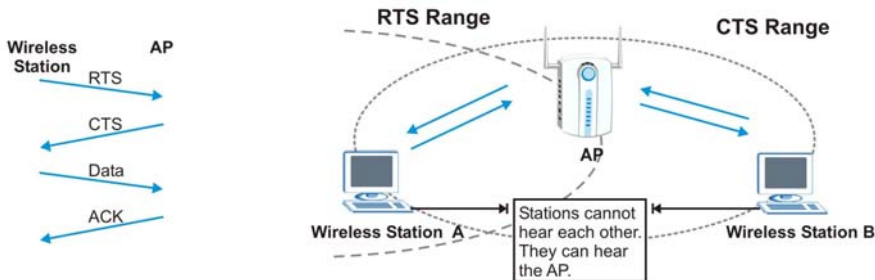 Wireless
Station
AP
RTS
CTS
Data
ACK
RTS Range
CTS Range
AP
Wireless Station A
Stations cannot
hear each other.
They can hear
the AP.
Wireless Station B